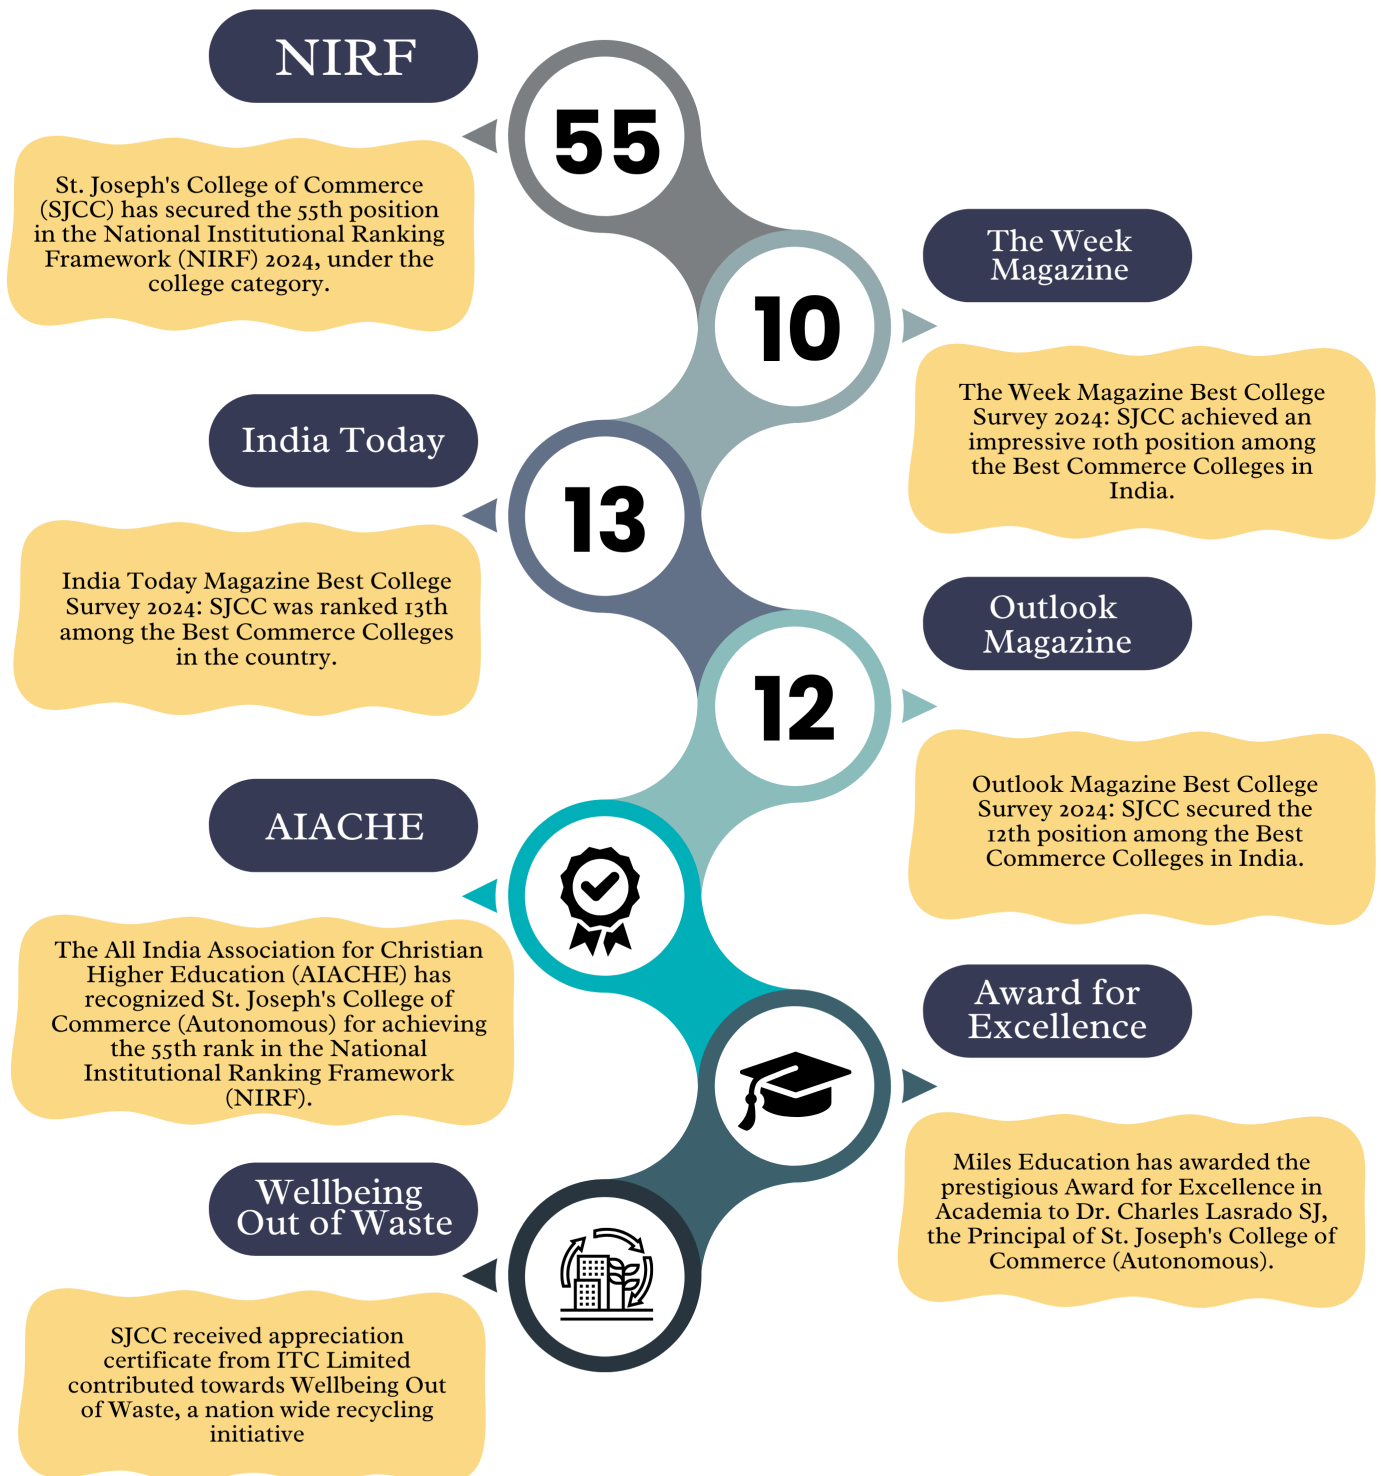 NIRF
55
St. Joseph's College of Commerce
(SJCC) has secured the 55th position
in the National Institutional Ranking
Framework (NIRF) 2024, under the
college category.
The Week
Magazine
10
The Week Magazine Best College
Survey 2024: SJCC achieved an
impressive 10th position among
the Best Commerce Colleges in
India.
India Today
13
India Today Magazine Best College
Survey 2024: SJCC was ranked 13th
among the Best Commerce Colleges
in the country.
Outlook
Magazine
12
Outlook Magazine Best College
Survey 2024: SJCC secured the
12th position among the Best
Commerce Colleges in India.
AIACHE
The All India Association for Christian
Higher Education (AIACHE) has
recognized St. Joseph's College of
Commerce (Autonomous) for achieving
the 55th rank in the National
Institutional Ranking Framework
(NIRF).
Award for
Excellence
Miles Education has awarded the
prestigious Award for Excellence in
Academia to Dr. Charles Lasrado SJ,
the Principal of St. Joseph's College of
Commerce (Autonomous).
Wellbeing
Out of Waste
SJCC received appreciation
certificate from ITC Limited
contributed towards Wellbeing Out
of Waste, a nation wide recycling
initiative